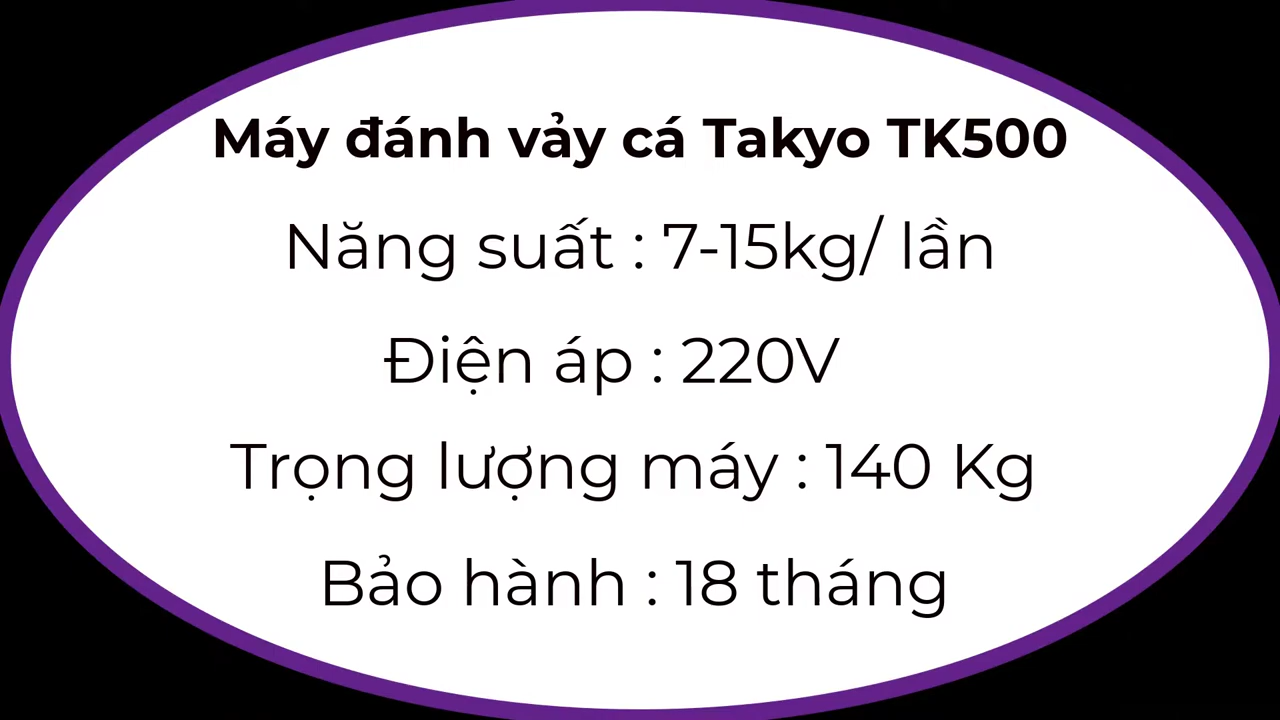 Máy đánh vảy cá Takyo TK500
Năng suất : 7-15kg/ lần
Điện áp : 220V
Trọng lượng máy : 140 Kg
Bảo hành : 18 tháng